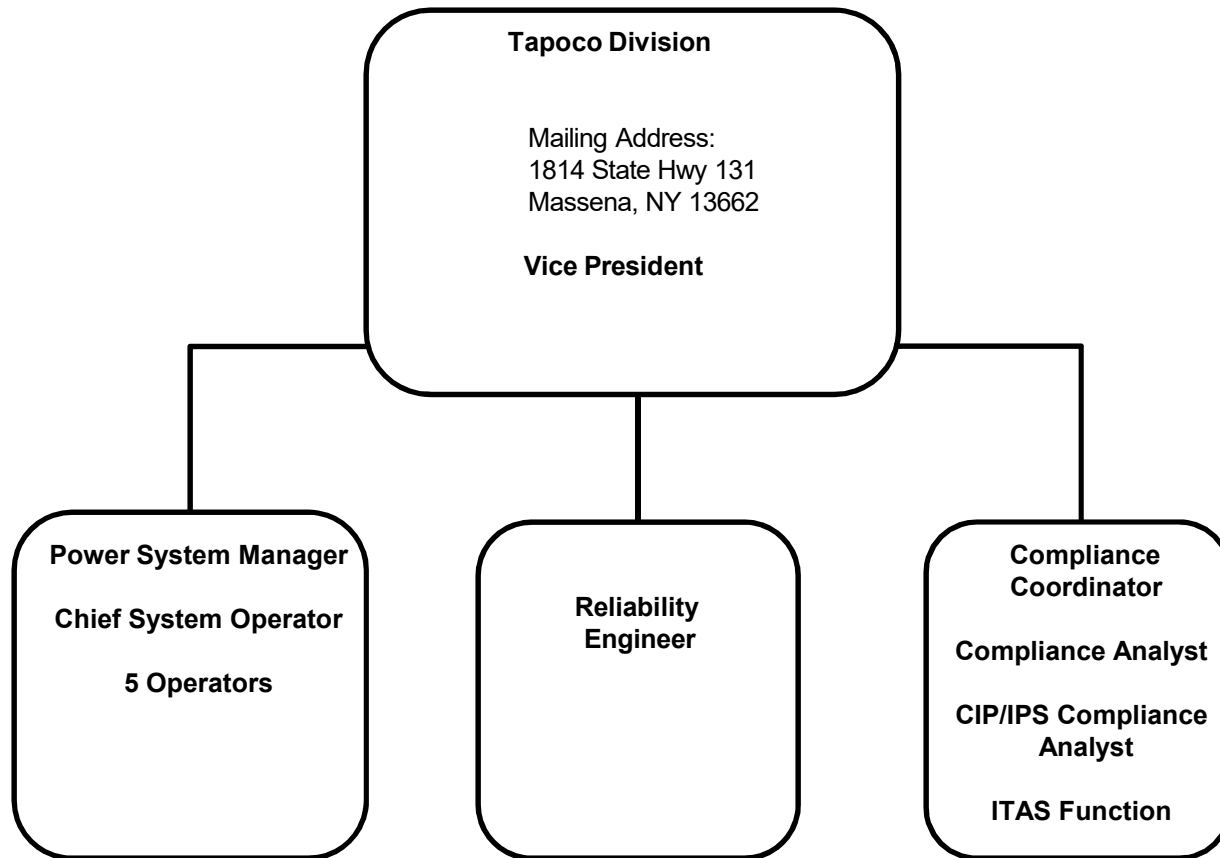 Tapoco Division
Mailing Address:
1814 State Hwy 131
Massena, NY 13662
Vice President
Power System Manager
Chief System Operator
5 Operators
Reliability
Engineer
Compliance
Coordinator
Compliance Analyst
CIP/IPS Compliance
Analyst
ITAS Function